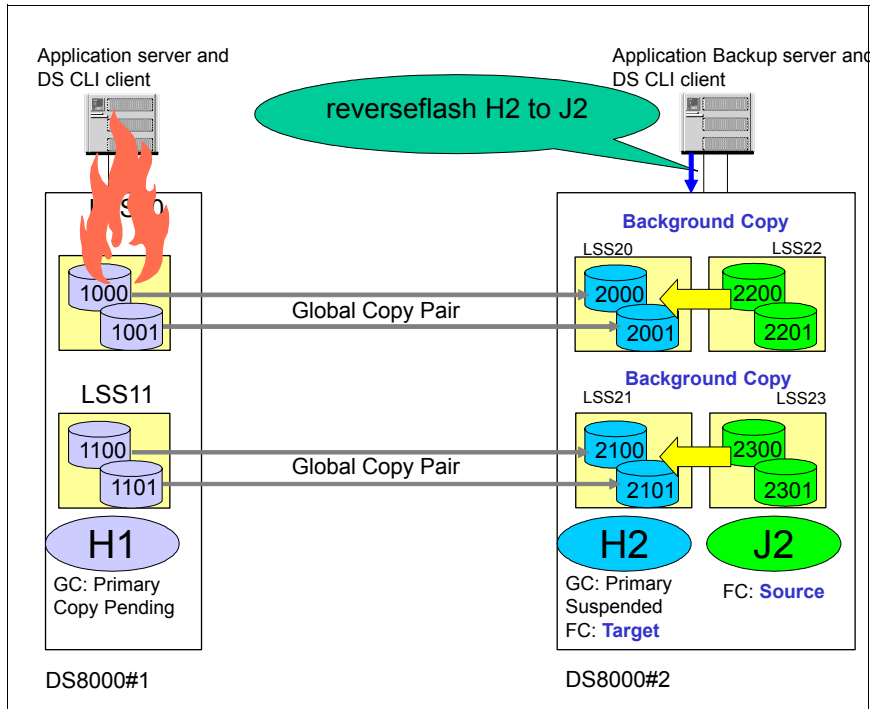 Application server and
DS CLI client
reverseflash H2 to J2
Application Backup server and
DS CLI client
1000
1001
Global Copy Pair
LSS11
1100
1101
Global Copy Pair
H1
GC: Primary
Copy Pending
DS8000#1
Background Copy
LSS20
LSS22
2000
2001
2200
2201
Background Copy
LSS21
LSS23
2100
2101
2300
2301
H2
J2
GC: Primary
Suspended
FC: Target
FC: Source
DS8000#2